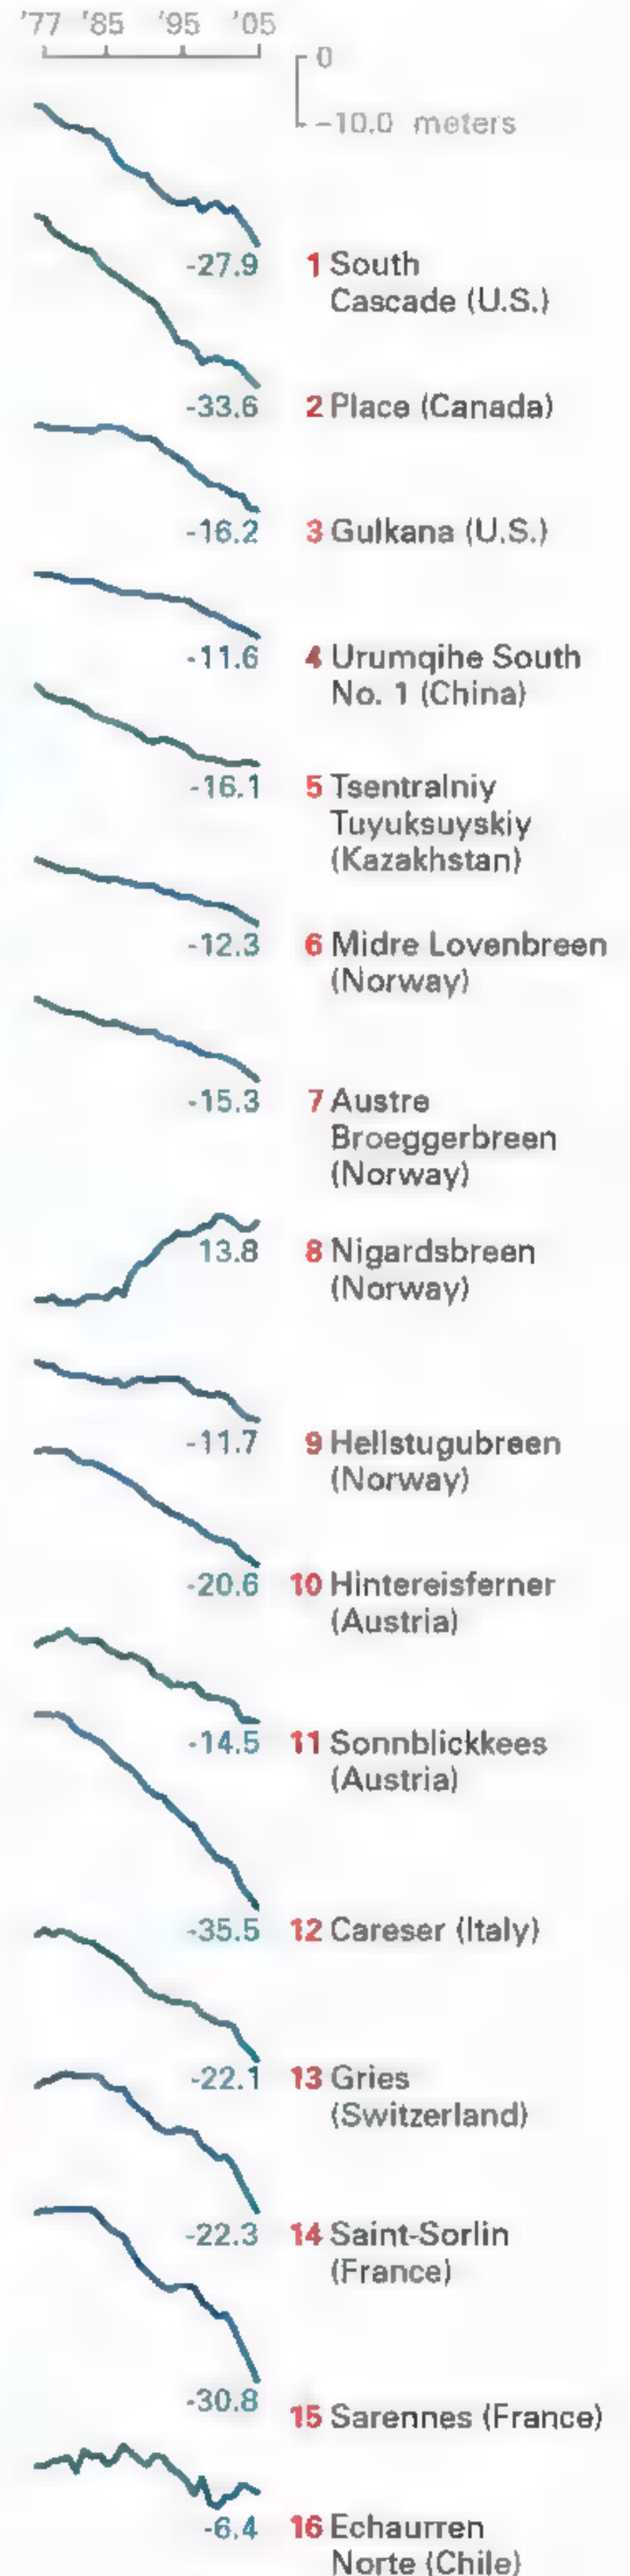 '77 '85 '95 '05
0
-10.0 meters
-27.9
1 South
Cascade (U.S.)
-33.6
2 Place (Canada)
-16.2
3 Gulkana (U.S.)
-11.6
4 Urumqihe South
No. 1 (China)
-16.1
5 Tsentralniy
Tuyuksuyskiy
(Kazakhstan)
-12.3
6 Midre Lovenbreen
(Norway)
-15.3
7 Austre
Broeggerbreen
(Norway)
13.8
8 Nigardsbreen
(Norway)
-11.7
9 Hellstugubreen
(Norway)
-20.6
10 Hintereisferner
(Austria)
-14.5
11 Sonnblickkees
(Austria)
-35.5
12 Careser (Italy)
-22.1
13 Gries
(Switzerland)
-22.3
14 Saint-Sorlin
(France)
-30.8
15 Sarennes (France)
-6.4
16 Echaurren
Norte (Chile)